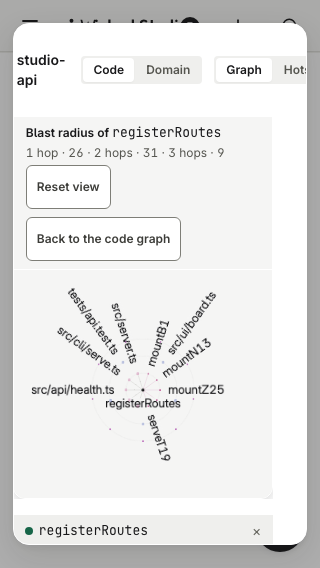 studio-
api
Code Domain Graph Hots
Blast radius of registerRoutes
1 hop · 26 · 2 hops · 31 · 3 hops · 9
Reset view
Back to the code graph
tests/api.test.ts
src/server.ts
src/cli/serve.ts
mountB1
src/ui/board.ts
mountN13
src/api/health.ts
mountZ25
registerRoutes
serveT19
registerRoutes ×